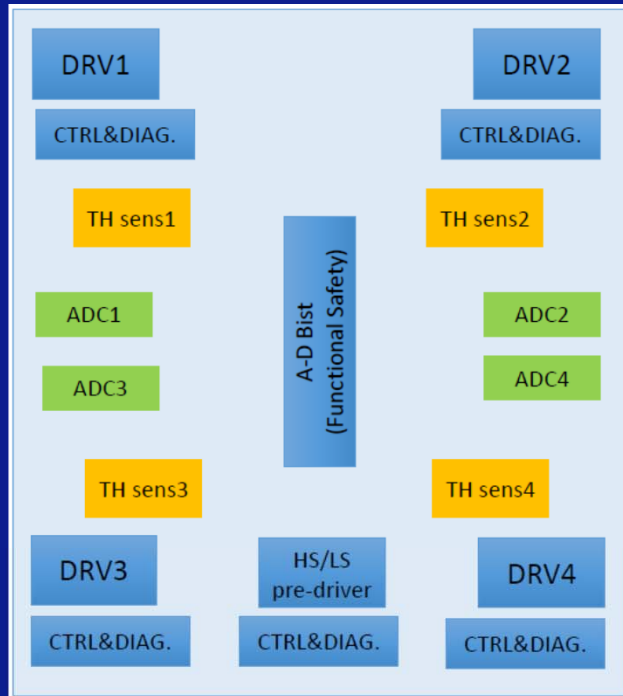 DRV1
DRV2
CTRL&DIAG.
CTRL&DIAG.
TH sens1
TH sens2
A-D Bist
(Functional Safety)
ADC1
ADC2
ADC3
ADC4
TH sens3
TH sens4
DRV3
HS/LS
pre-driver
DRV4
CTRL&DIAG.
CTRL&DIAG.
CTRL&DIAG.